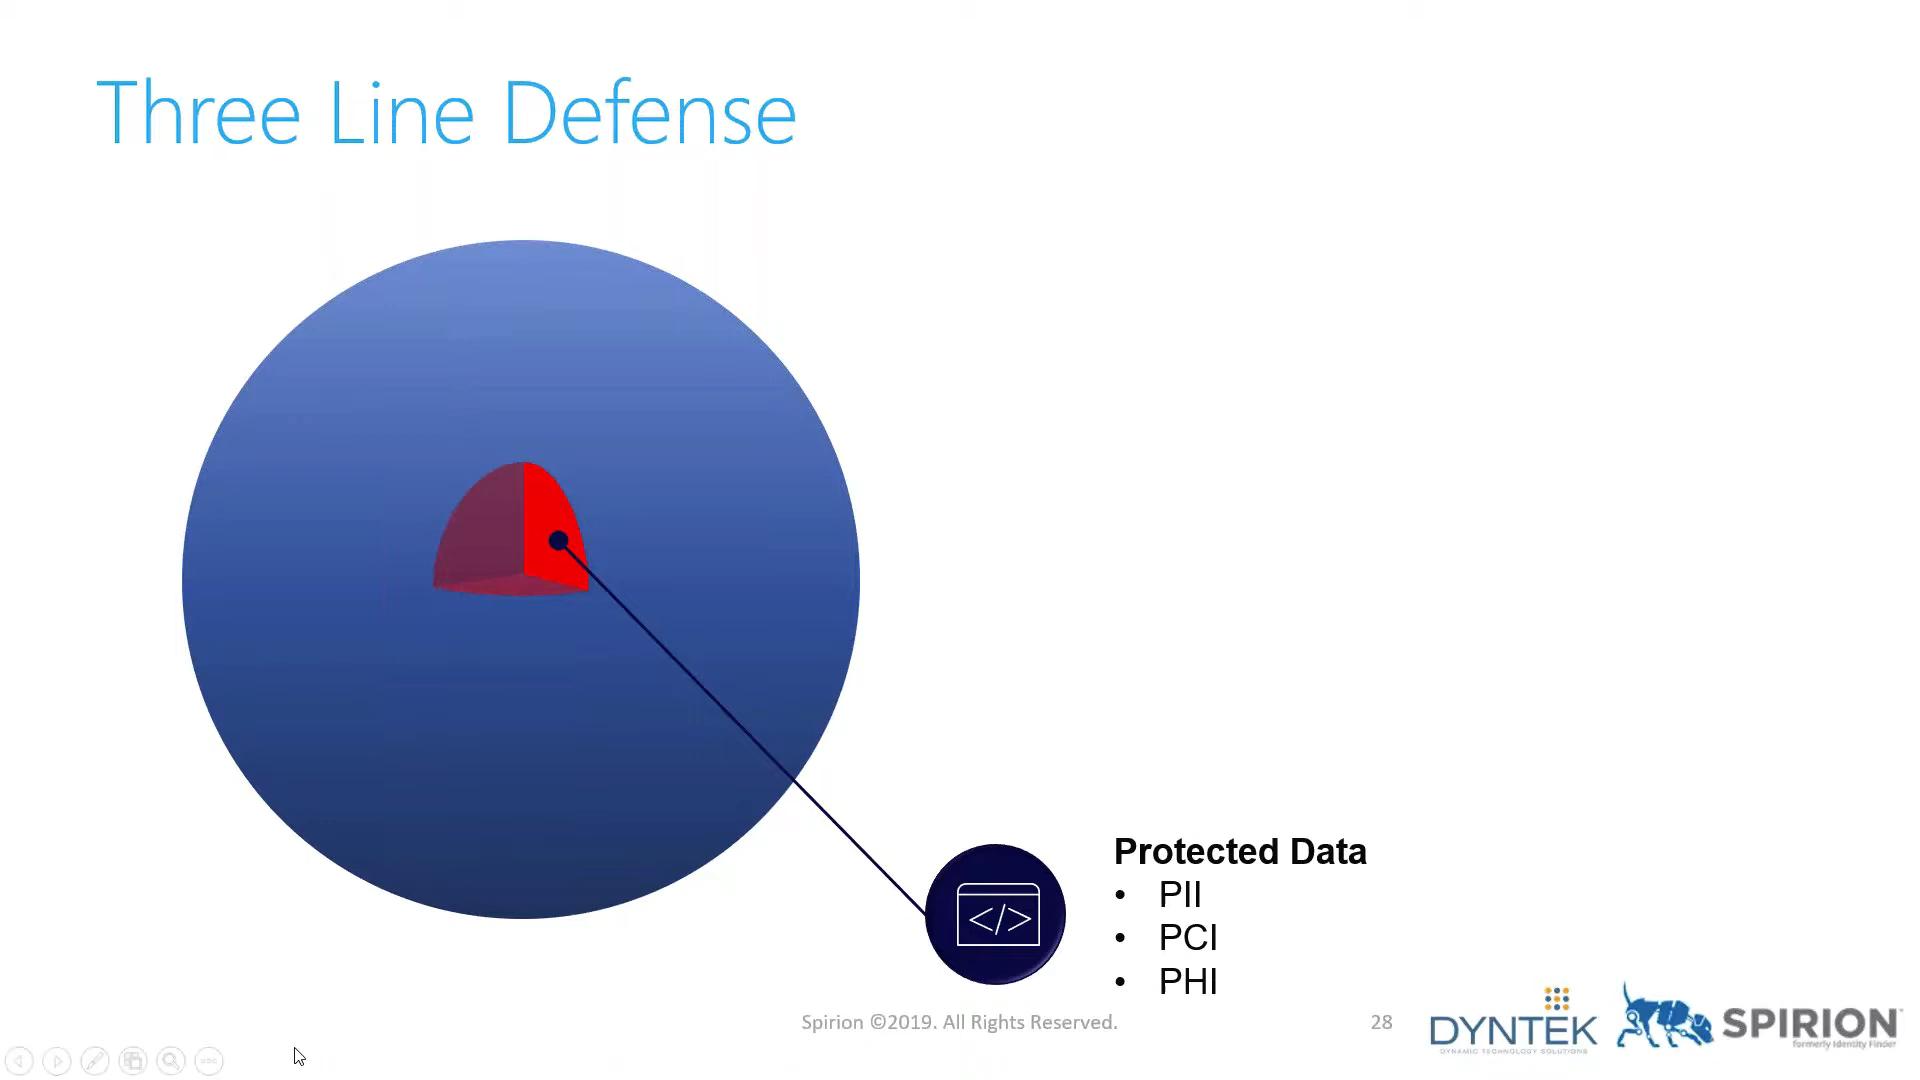 Three Line Defense
</>
Protected Data
• PII
• PCI
• PHI
Spirion ©2019. All Rights Reserved.
28
DYNTEK
DYNAMIC TECHNOLOGY SOLUTIONS
SPIRION
formerly Identity Finder